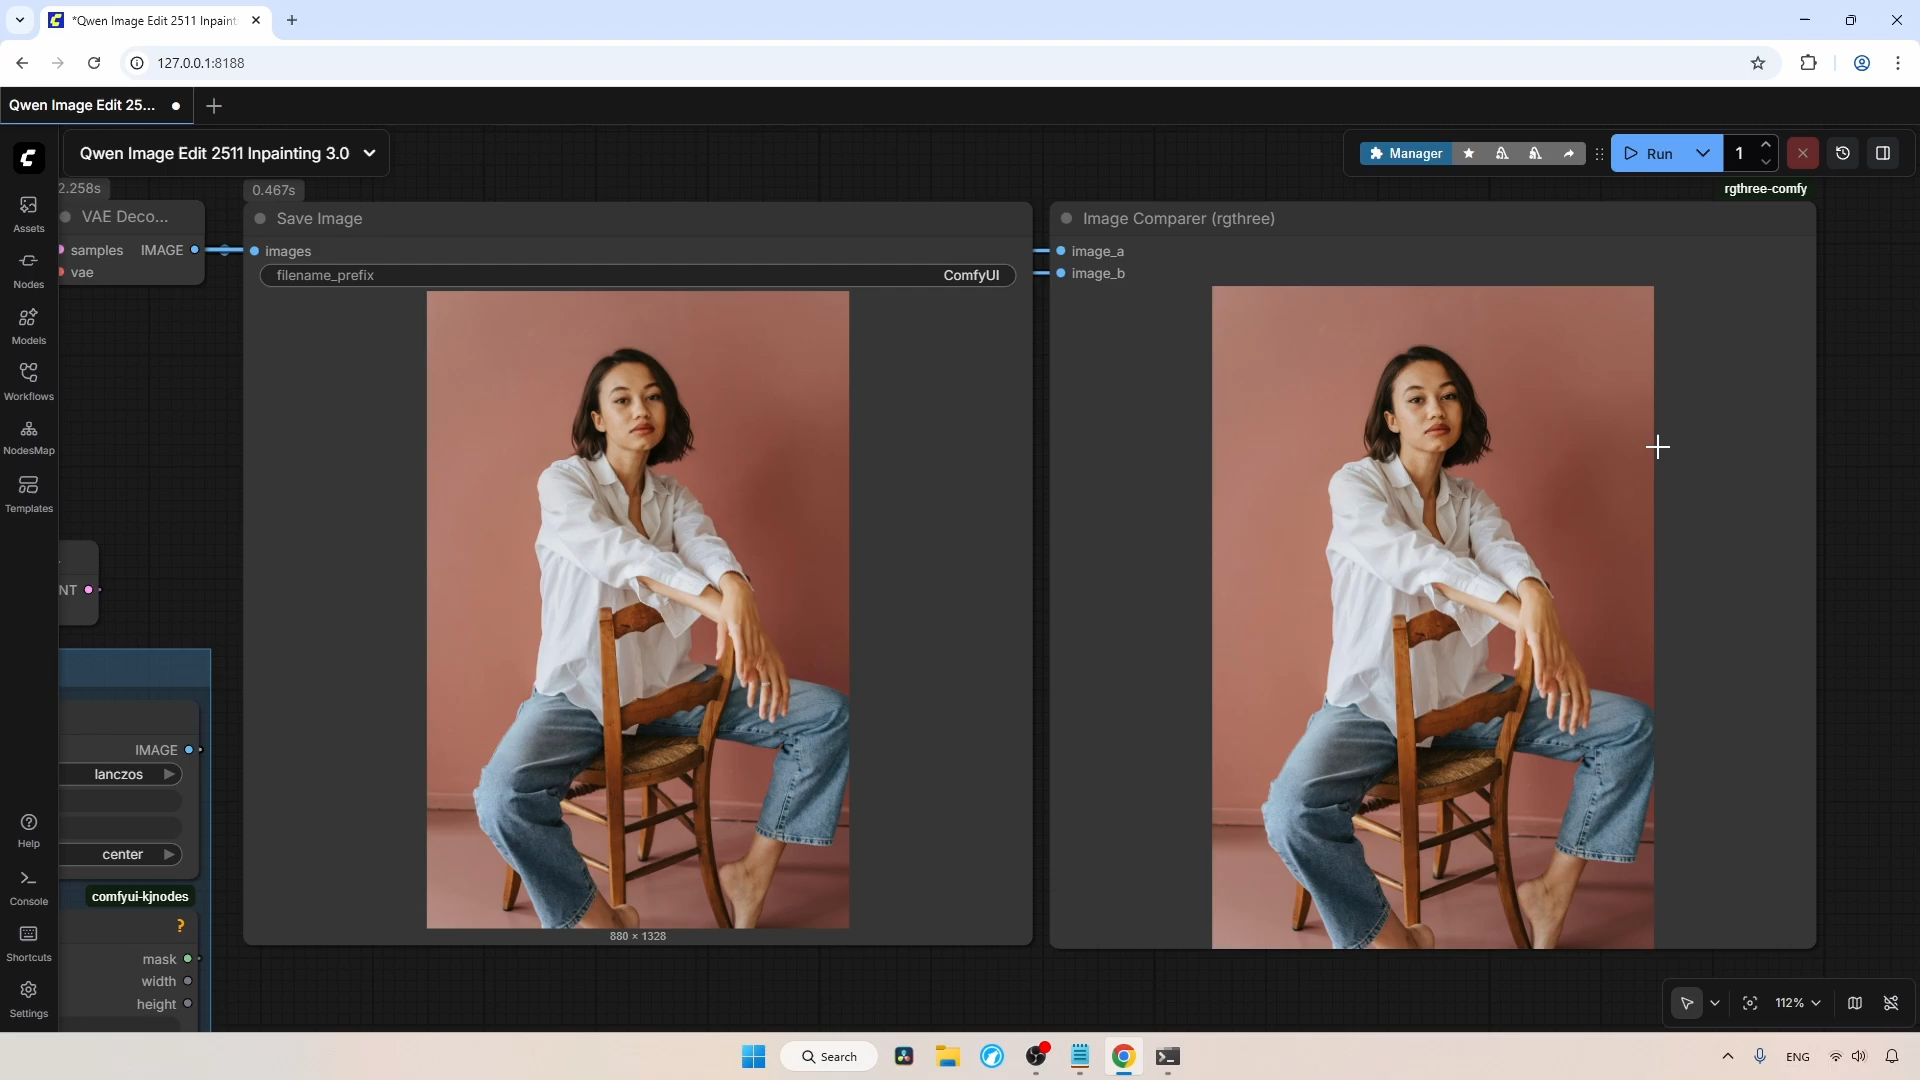 *Qwen Image Edit 2511 Inpaint
127.0.0.1:8188
Qwen Image Edit 25...
Qwen Image Edit 2511 Inpainting 3.0
Manager
Run
1
Assets
Nodes
Models
Workflows
NodesMap
Templates
Help
Console
Shortcuts
Settings
2.258s
VAE Deco...
samples IMAGE
vae
NT
IMAGE
lanczos
center
comfyui-kjnodes
?
mask
width
height
0.467s
Save Image
images
filename_prefix ComfyUI
880 × 1328
rgthree-comfy
Image Comparer (rgthree)
image_a
image_b
112%
Search
ENG